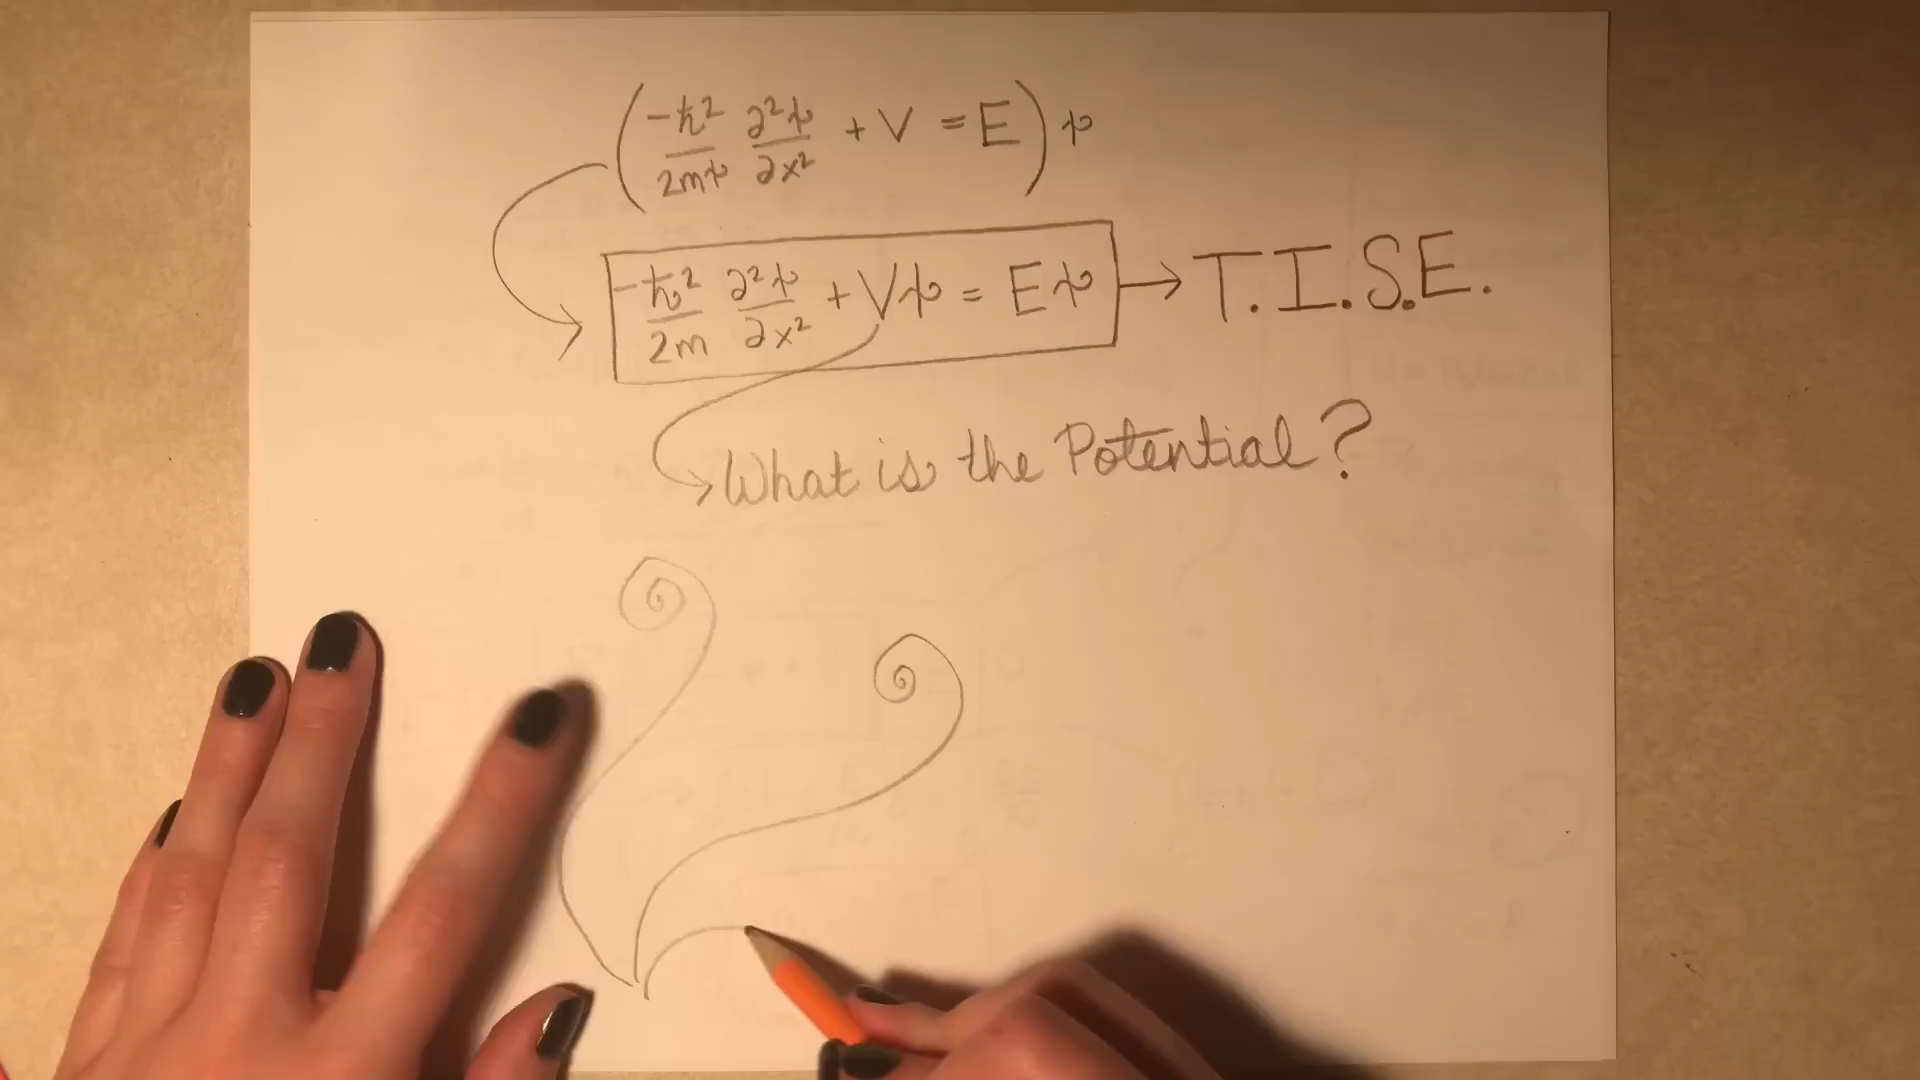 (-ħ²/2mψ ∂²ψ/∂x² + V = E)ψ
-ħ²/2m ∂²ψ/∂x² + Vψ = Eψ → T.I.S.E.
What is the Potential?